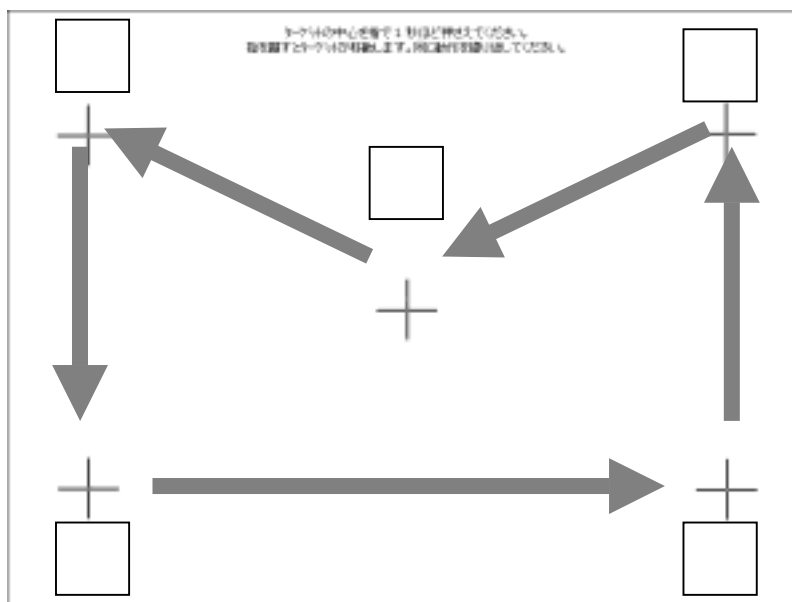 ターゲットの中心を指で 1 秒ほど押さえてください。
指を離すとターゲットが移動します。同じ動作を繰り返してください。